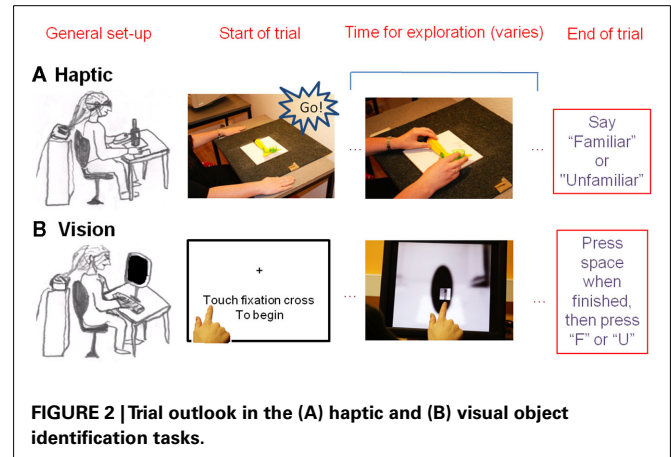 General set-up Start of trial Time for exploration (varies) End of trial
A Haptic
Go!
... ...
Say
“Familiar”
or
"Unfamiliar”
B Vision
+
Touch fixation cross
To begin
... ...
Press
space
when
finished,
then press
“F” or “U”
FIGURE 2 | Trial outlook in the (A) haptic and (B) visual object
identification tasks.